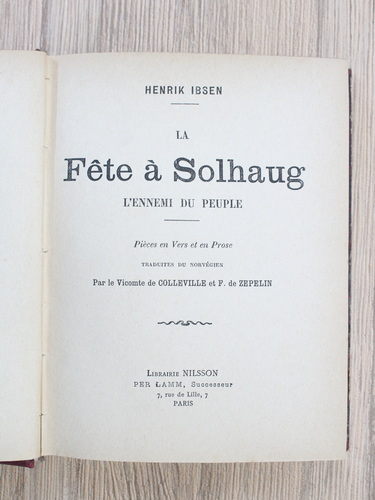 HENRIK IBSEN
LA
Fête à Solhaug
L'ENNEMI DU PEUPLE
Pièces en Vers et en Prose
TRADUITES DU NORVÉGIEN
Par le Vicomte de COLLEVILLE et F. de ZEPELIN
LIBRAIRIE NILSSON
PER LAMM, Successeur
7, rue de Lille, 7
PARIS